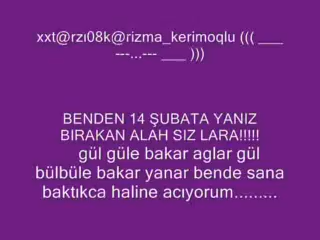 xxt@rzı08k@rizma_kerimoqlu ((( ___
---...--- ___ )))
BENDEN 14 ŞUBATA YANIZ
BIRAKAN ALAH SIZ LARA!!!!!
gül güle bakar aglar gül
bülbüle bakar yanar bende sana
baktıkca haline acıyorum.........